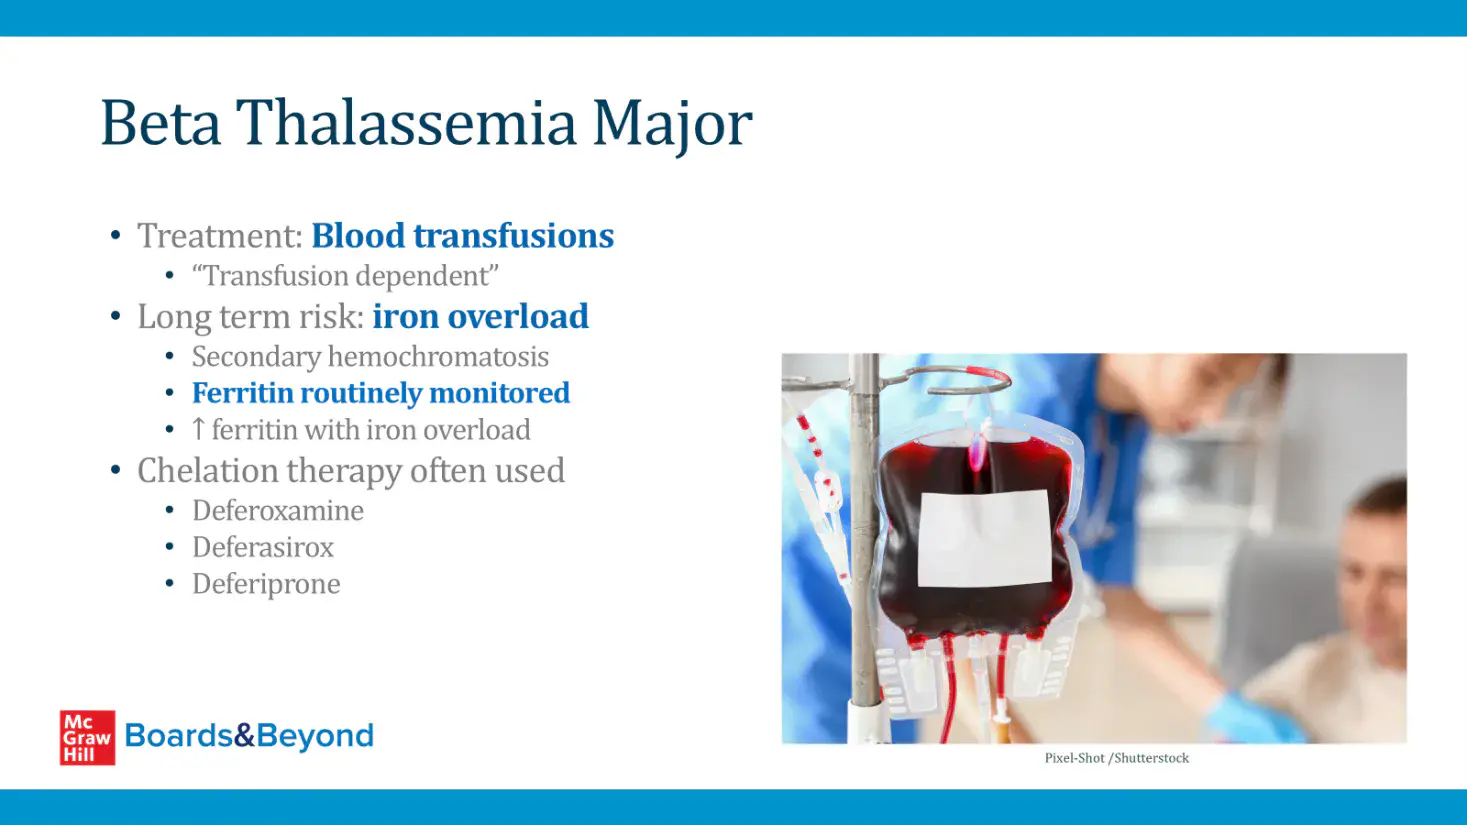 Beta Thalassemia Major
• Treatment: Blood transfusions
• “Transfusion dependent”
• Long term risk: iron overload
• Secondary hemochromatosis
• Ferritin routinely monitored
• ↑ ferritin with iron overload
• Chelation therapy often used
• Deferoxamine
• Deferasirox
• Deferiprone
Mc
Graw
Hill
Boards&Beyond
Pixel-Shot /Shutterstock